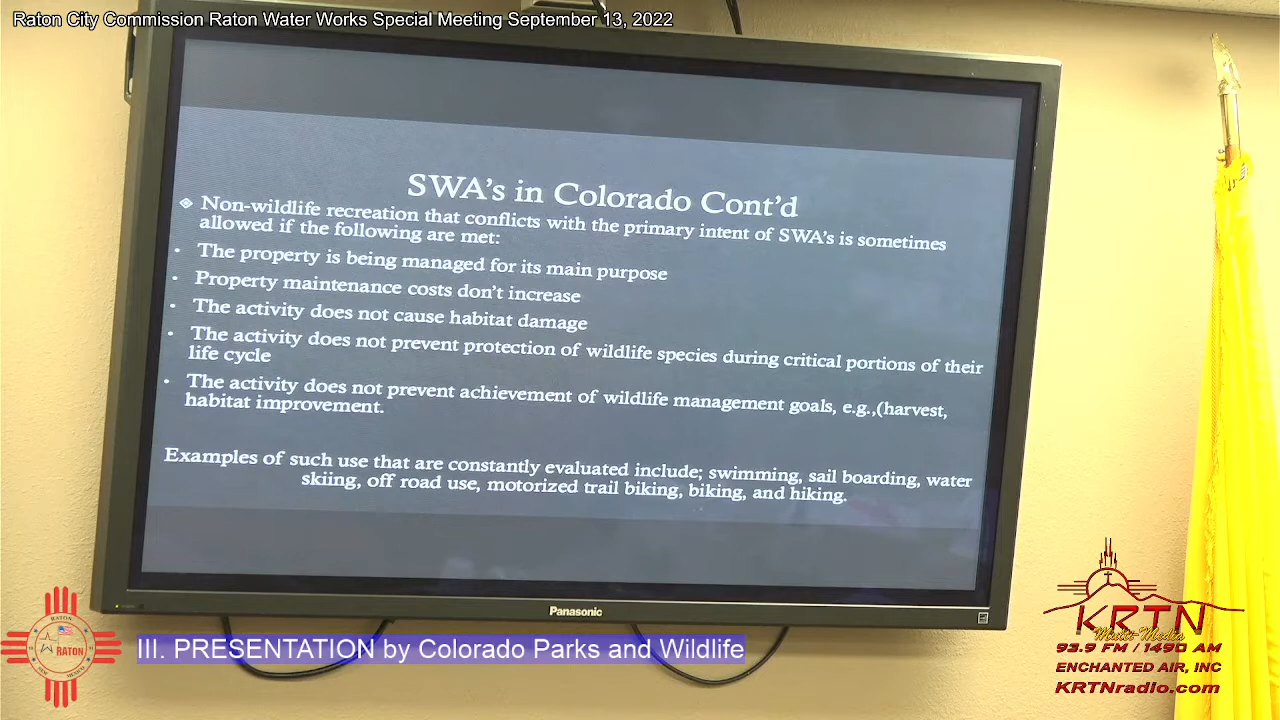 Raton City Commission Raton Water Works Special Meeting September 13, 2022
SWA's in Colorado Cont'd
Non-wildlife recreation that conflicts with the primary intent of SWA's is sometimes
allowed if the following are met:
• The property is being managed for its main purpose
• Property maintenance costs don't increase
• The activity does not cause habitat damage
• The activity does not prevent protection of wildlife species during critical portions of their
life cycle
• The activity does not prevent achievement of wildlife management goals, e.g.,(harvest,
habitat improvement.
Examples of such use that are constantly evaluated include; swimming, sail boarding, water
skiing, off road use, motorized trail biking, biking, and hiking.
Panasonic
RATON
RATON
NEW MEXICO
III. PRESENTATION by Colorado Parks and Wildlife
KRTN
Multi-Media
93.9 FM / 1490 AM
ENCHANTED AIR, INC
KRTNradio.com